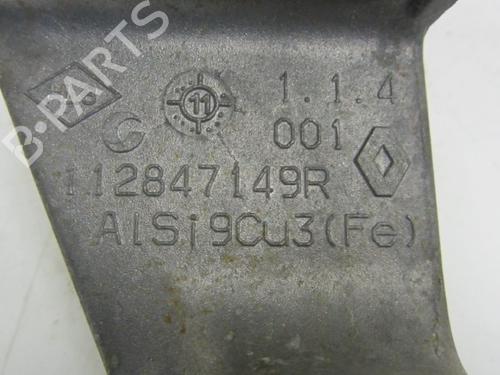 B-PARTS
11
1.1.4
001
112847149R
AlSi9Cu3(Fe)